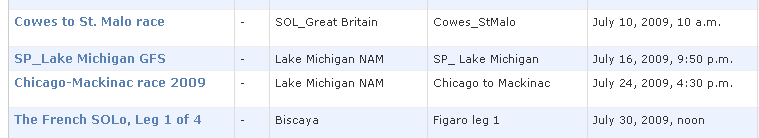 Cowes to St. Malo race - SOL_Great Britain Cowes_StMalo July 10, 2009, 10 a.m.
SP_Lake Michigan GFS - Lake Michigan NAM SP_ Lake Michigan July 16, 2009, 9:50 p.m.
Chicago-Mackinac race 2009 - Lake Michigan NAM Chicago to Mackinac July 24, 2009, 4:30 p.m.
The French SOLo, Leg 1 of 4 - Biscaya Figaro leg 1 July 30, 2009, noon